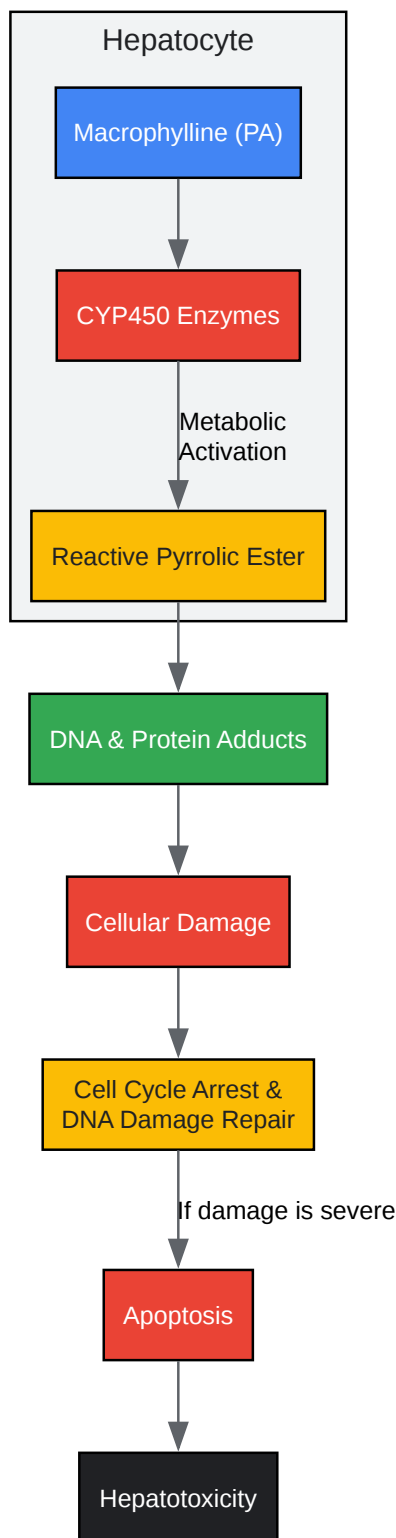 Hepatocyte
Macrophylline (PA)
CYP450 Enzymes
Metabolic
Activation
Reactive Pyrrolic Ester
DNA & Protein Adducts
Cellular Damage
Cell Cycle Arrest &
DNA Damage Repair
If damage is severe
Apoptosis
Hepatotoxicity